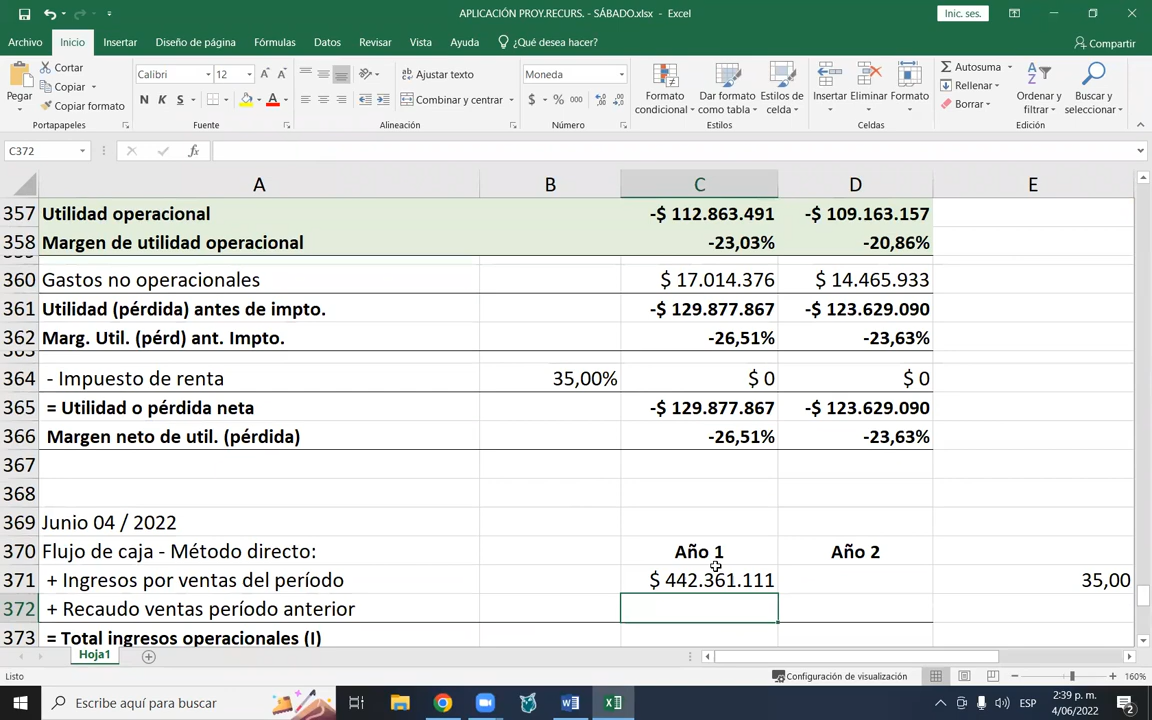 APLICACIÓN PROY.RECURS. - SÁBADO.xlsx - Excel
Inic. ses.
Archivo Inicio Insertar Diseño de página Fórmulas Datos Revisar Vista Ayuda ¿Qué desea hacer? Compartir
Pegar
Cortar
Copiar
Copiar formato
Portapapeles
Calibri 12
N K S
Fuente
Ajustar texto
Combinar y centrar
Alineación
Moneda
$ % 000
Número
Formato condicional
Dar formato como tabla
Estilos de celda
Estilos
Insertar Eliminar Formato
Celdas
Autosuma
Rellenar
Borrar
Ordenar y filtrar
Buscar y seleccionar
Edición
C372 fx
A B C D E
357 Utilidad operacional -$ 112.863.491 -$ 109.163.157
358 Margen de utilidad operacional -23,03% -20,86%
360 Gastos no operacionales $ 17.014.376 $ 14.465.933
361 Utilidad (pérdida) antes de impto. -$ 129.877.867 -$ 123.629.090
362 Marg. Util. (pérd) ant. Impto. -26,51% -23,63%
364 - Impuesto de renta 35,00% $ 0 $ 0
365 = Utilidad o pérdida neta -$ 129.877.867 -$ 123.629.090
366 Margen neto de util. (pérdida) -26,51% -23,63%
367
368
369 Junio 04 / 2022
370 Flujo de caja - Método directo: Año 1 Año 2
371 + Ingresos por ventas del período $ 442.361.111 35,00
372 + Recaudo ventas período anterior
373 = Total ingresos operacionales (I)
Hoja1
Listo Configuración de visualización 160%
Escribe aquí para buscar
ESP
2:39 p. m.
4/06/2022
2